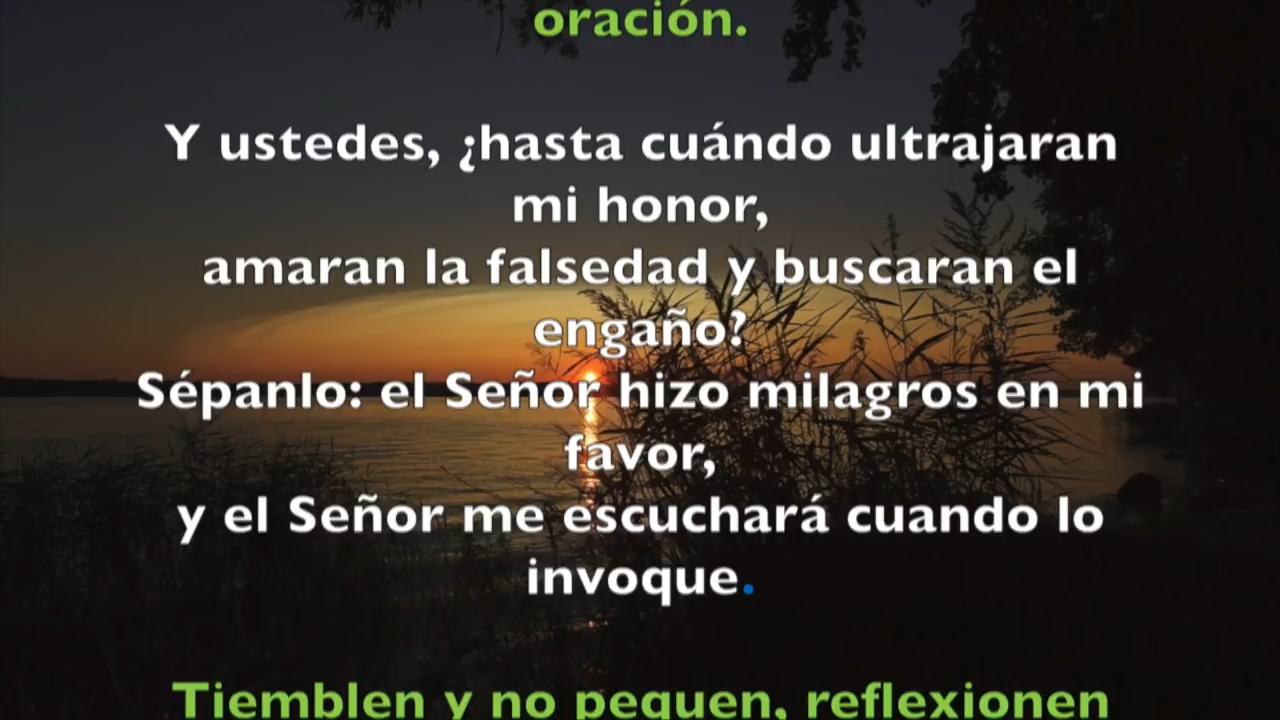 oración.
Y ustedes, ¿hasta cuándo ultrajaran
mi honor,
amaran la falsedad y buscaran el
engaño?
Sépanlo: el Señor hizo milagros en mi
favor,
y el Señor me escuchará cuando lo
invoque.
Tiemblen y no pequen, reflexionen